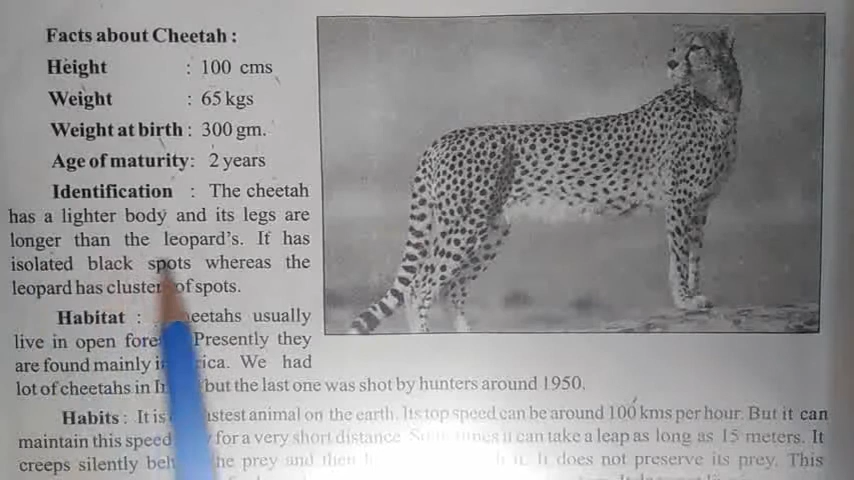 Facts about Cheetah :
Height : 100 cms
Weight : 65 kgs
Weight at birth : 300 gm.
Age of maturity: 2 years
Identification : The cheetah
has a lighter body and its legs are
longer than the leopard's. It has
isolated black spots whereas the
leopard has cluster of spots.
Habitat : eetahs usually
live in open fore Presently they
are found mainly i rica. We had
lot of cheetahs in I but the last one was shot by hunters around 1950.
Habits : It is astest animal on the earth. Its top speed can be around 100 kms per hour. But it can
maintain this speed for a very short distance. Sometimes it can take a leap as long as 15 meters. It
creeps silently beh he prey and then it. It does not preserve its prey. This